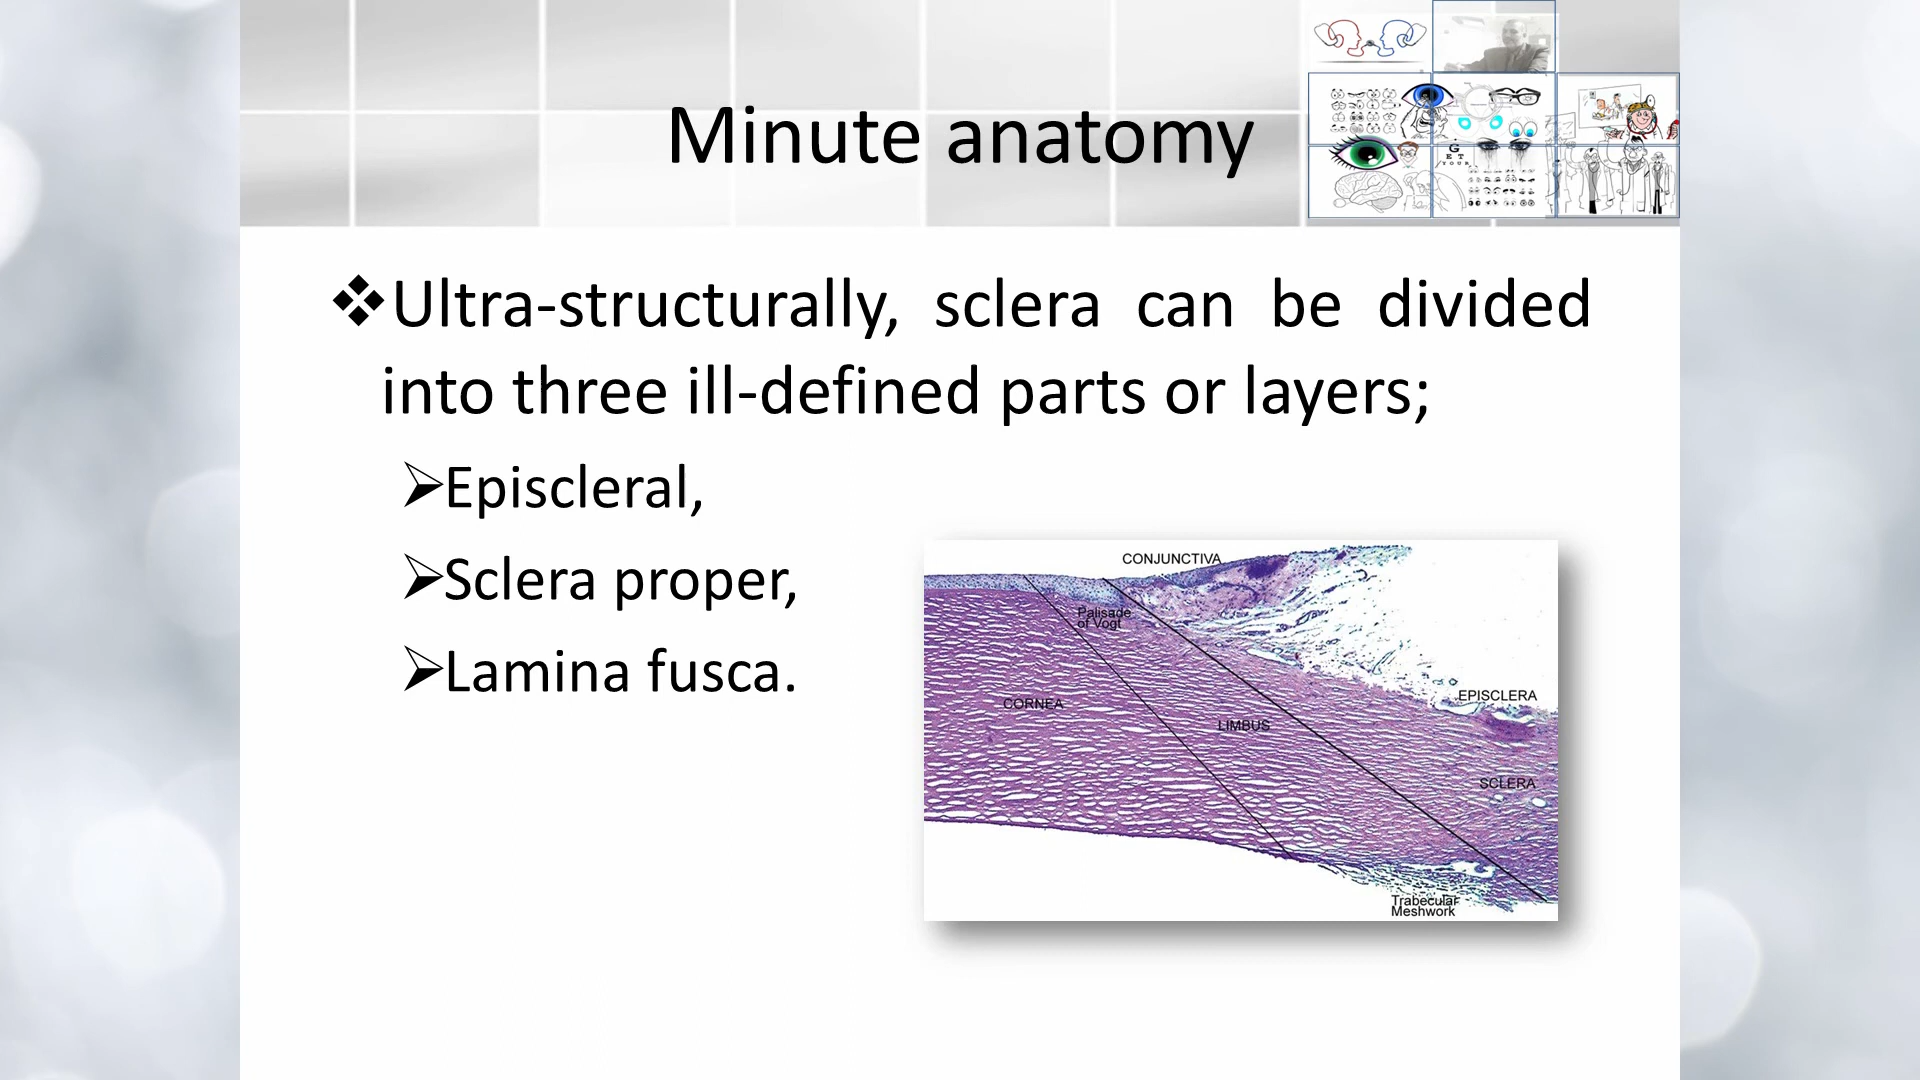 Minute anatomy
G
E T
Y O U R
❖Ultra-structurally, sclera can be divided
into three ill-defined parts or layers;
➢Episcleral,
➢Sclera proper,
➢Lamina fusca.
CONJUNCTIVA
Palisade
of Vogt
EPISCLERA
CORNEA
LIMBUS
SCLERA
Trabecular
Meshwork